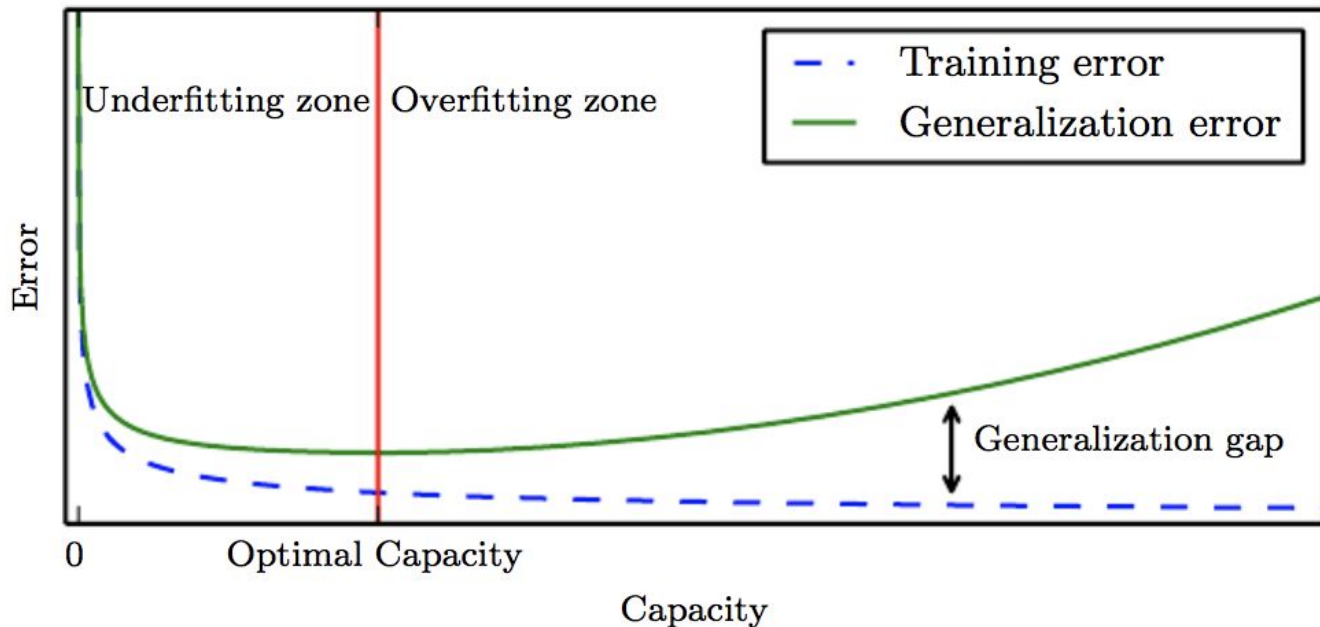 Training error
Generalization error
Underfitting zone
Overfitting zone
Error
Generalization gap
0
Optimal Capacity
Capacity